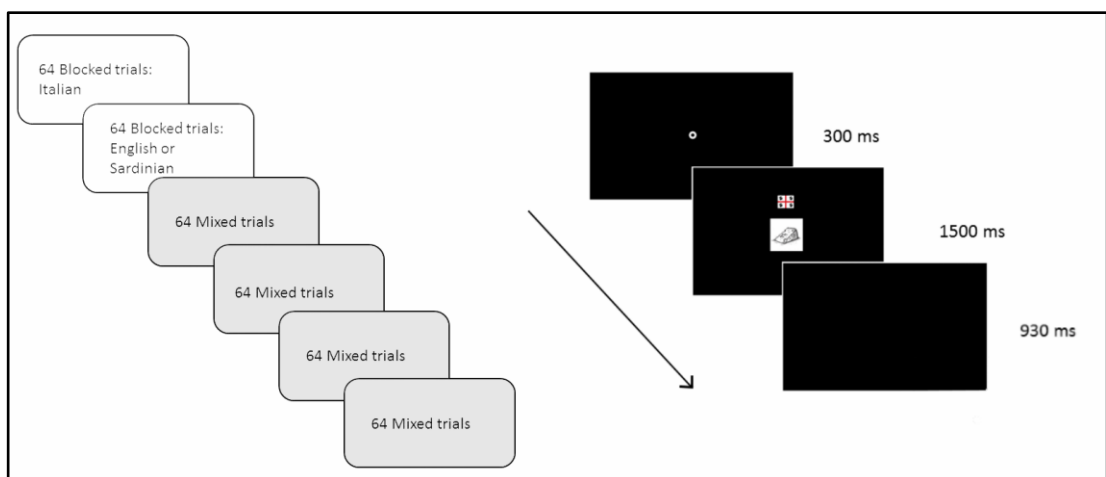 64 Blocked trials:
Italian
64 Blocked trials:
English or
Sardinian
64 Mixed trials
64 Mixed trials
64 Mixed trials
64 Mixed trials
300 ms
1500 ms
930 ms